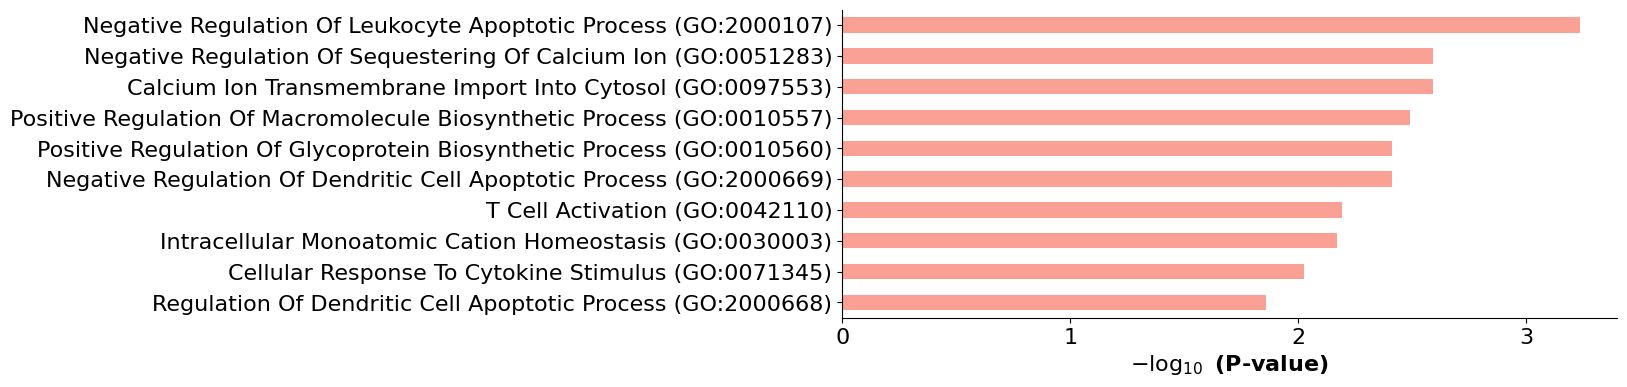 Negative Regulation Of Leukocyte Apoptotic Process (GO:2000107)
Negative Regulation Of Sequestering Of Calcium Ion (GO:0051283)
Calcium Ion Transmembrane Import Into Cytosol (GO:0097553)
Positive Regulation Of Macromolecule Biosynthetic Process (GO:0010557)
Positive Regulation Of Glycoprotein Biosynthetic Process (GO:0010560)
Negative Regulation Of Dendritic Cell Apoptotic Process (GO:2000669)
T Cell Activation (GO:0042110)
Intracellular Monoatomic Cation Homeostasis (GO:0030003)
Cellular Response To Cytokine Stimulus (GO:0071345)
Regulation Of Dendritic Cell Apoptotic Process (GO:2000668)
0 1 2 3
−log₁₀ (P-value)